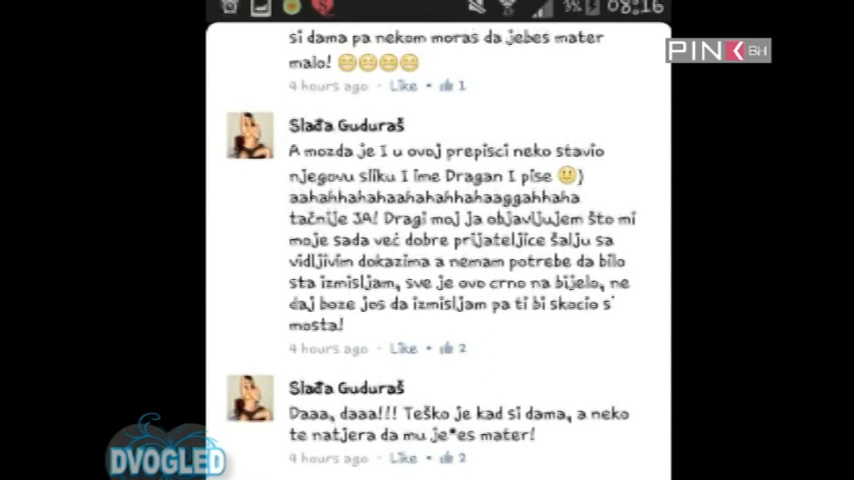 3% 08:16
PINK BH
si dama pa nekom moras da jebes mater
malo!
4 hours ago · Like · 1
Slađa Guduraš
A mozda je I u ovoj prepisci neko stavio
njegovu sliku I ime Dragan I pise )
aahahhahahaahahahhahaaggahhaha
tačnije JA! Dragi moj ja objavljujem što mi
moje sada već dobre prijateljice šalju sa
vidljivim dokazima a nemam potrebe da bilo
sta izmisljam, sve je ovo crno na bijelo, ne
daj boze jos da izmisljam pa ti bi skocio s'
mosta!
4 hours ago · Like · 2
Slađa Guduraš
Daaa, daaa!!! Teško je kad si dama, a neko
te natjera da mu je*es mater!
4 hours ago · Like · 2
DVOGLED